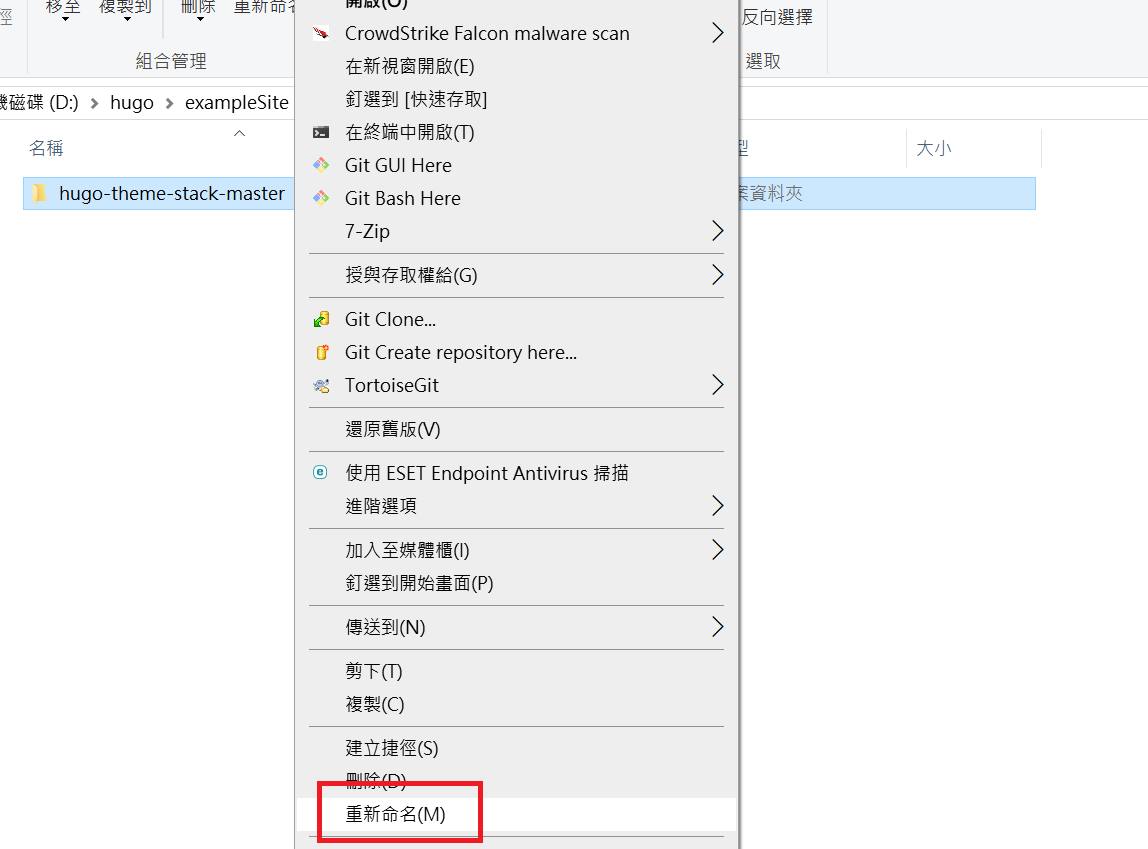 移至
複製到
刪除
重新命名
組合管理
反向選擇
選取
機磁碟 (D:)
hugo
exampleSite
名稱
型
大小
hugo-theme-stack-master
案資料夾
開啟(O)
CrowdStrike Falcon malware scan
在新視窗開啟(E)
釘選到 [快速存取]
在終端中開啟(T)
Git GUI Here
Git Bash Here
7-Zip
授與存取權給(G)
Git Clone...
Git Create repository here...
TortoiseGit
還原舊版(V)
使用 ESET Endpoint Antivirus 掃描
進階選項
加入至媒體櫃(I)
釘選到開始畫面(P)
傳送到(N)
剪下(T)
複製(C)
建立捷徑(S)
刪除(D)
重新命名(M)